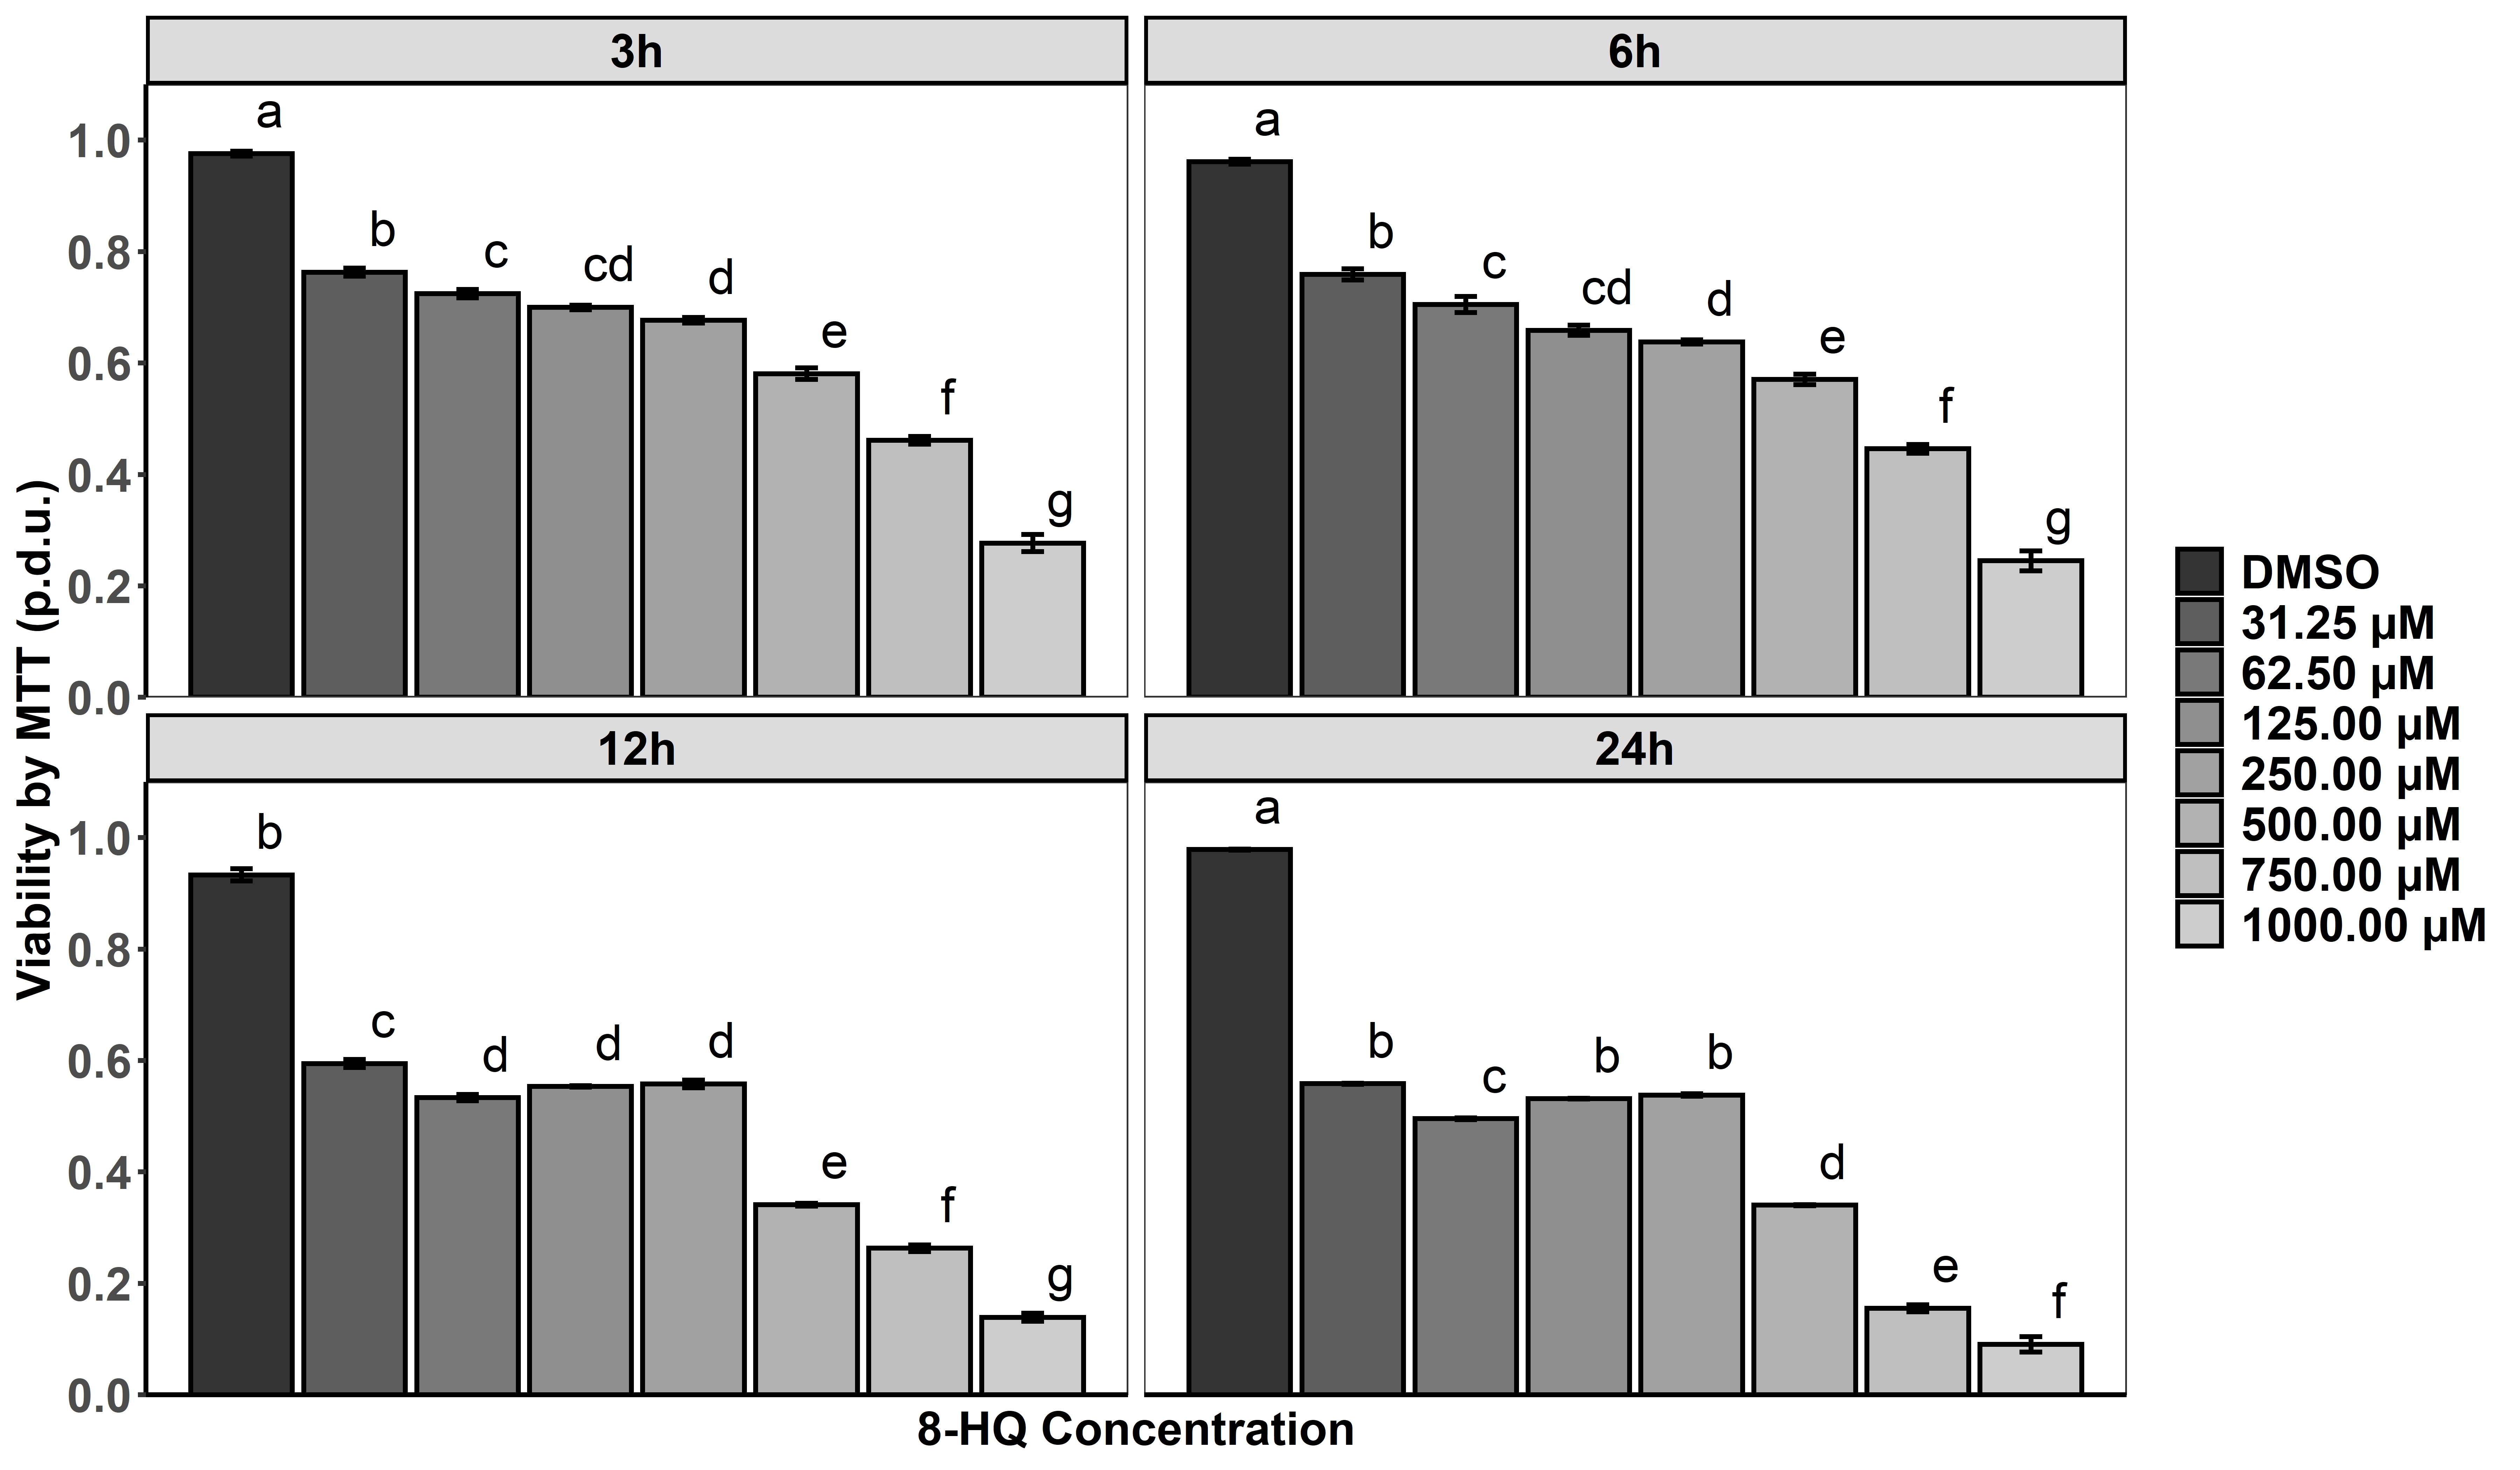 3h
6h
1.0
0.8
0.6
0.4
0.2
0.0
a
b
c
cd
d
e
f
g
a
b
c
cd
d
e
f
g
12h
24h
1.0
0.8
0.6
0.4
0.2
0.0
b
c
d
d
d
e
f
g
a
b
c
b
b
d
e
f
Viability by MTT (p.d.u.)
8-HQ Concentration
DMSO
31.25 µM
62.50 µM
125.00 µM
250.00 µM
500.00 µM
750.00 µM
1000.00 µM